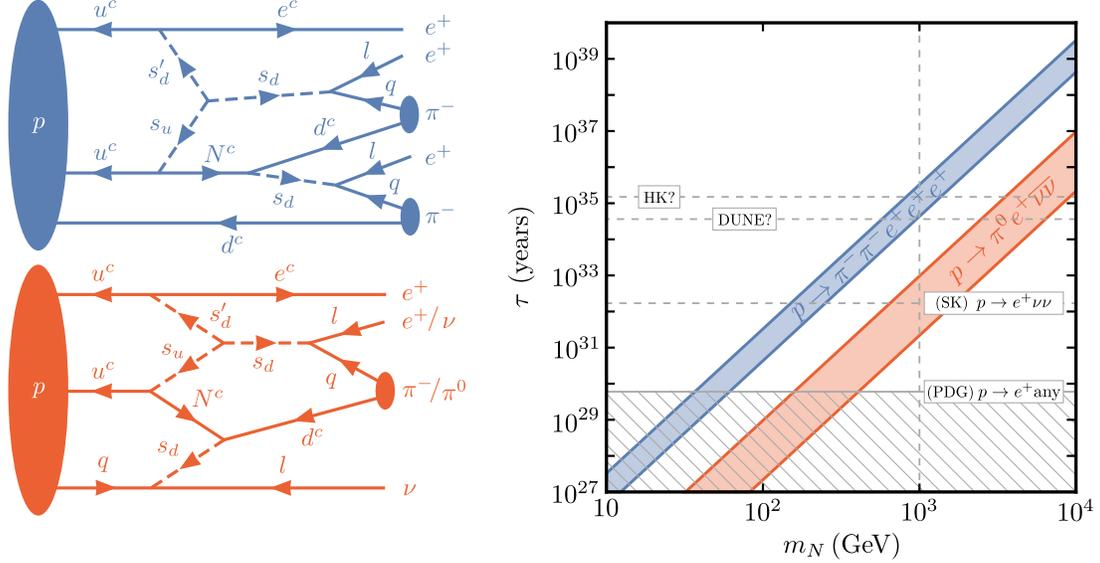 u^c
e^c
e^+
l
e^+
s'_d
s_d
q
π^-
p
s_u
d^c
u^c
N^c
l
e^+
s_d
q
π^-
d^c
u^c
e^c
e^+
s'_d
l
e^+/ν
s_u
s_d
u^c
q
p
N^c
π^-/π^0
s_d
d^c
q
l
ν
τ (years)
10^39
10^37
10^35
10^33
10^31
10^29
10^27
HK?
DUNE?
p → π^- π^- e^+ e^+ e^+
p → π^0 e^+ νν
(SK) p → e^+νν
(PDG) p → e^+any
10
10^2
10^3
10^4
m_N (GeV)